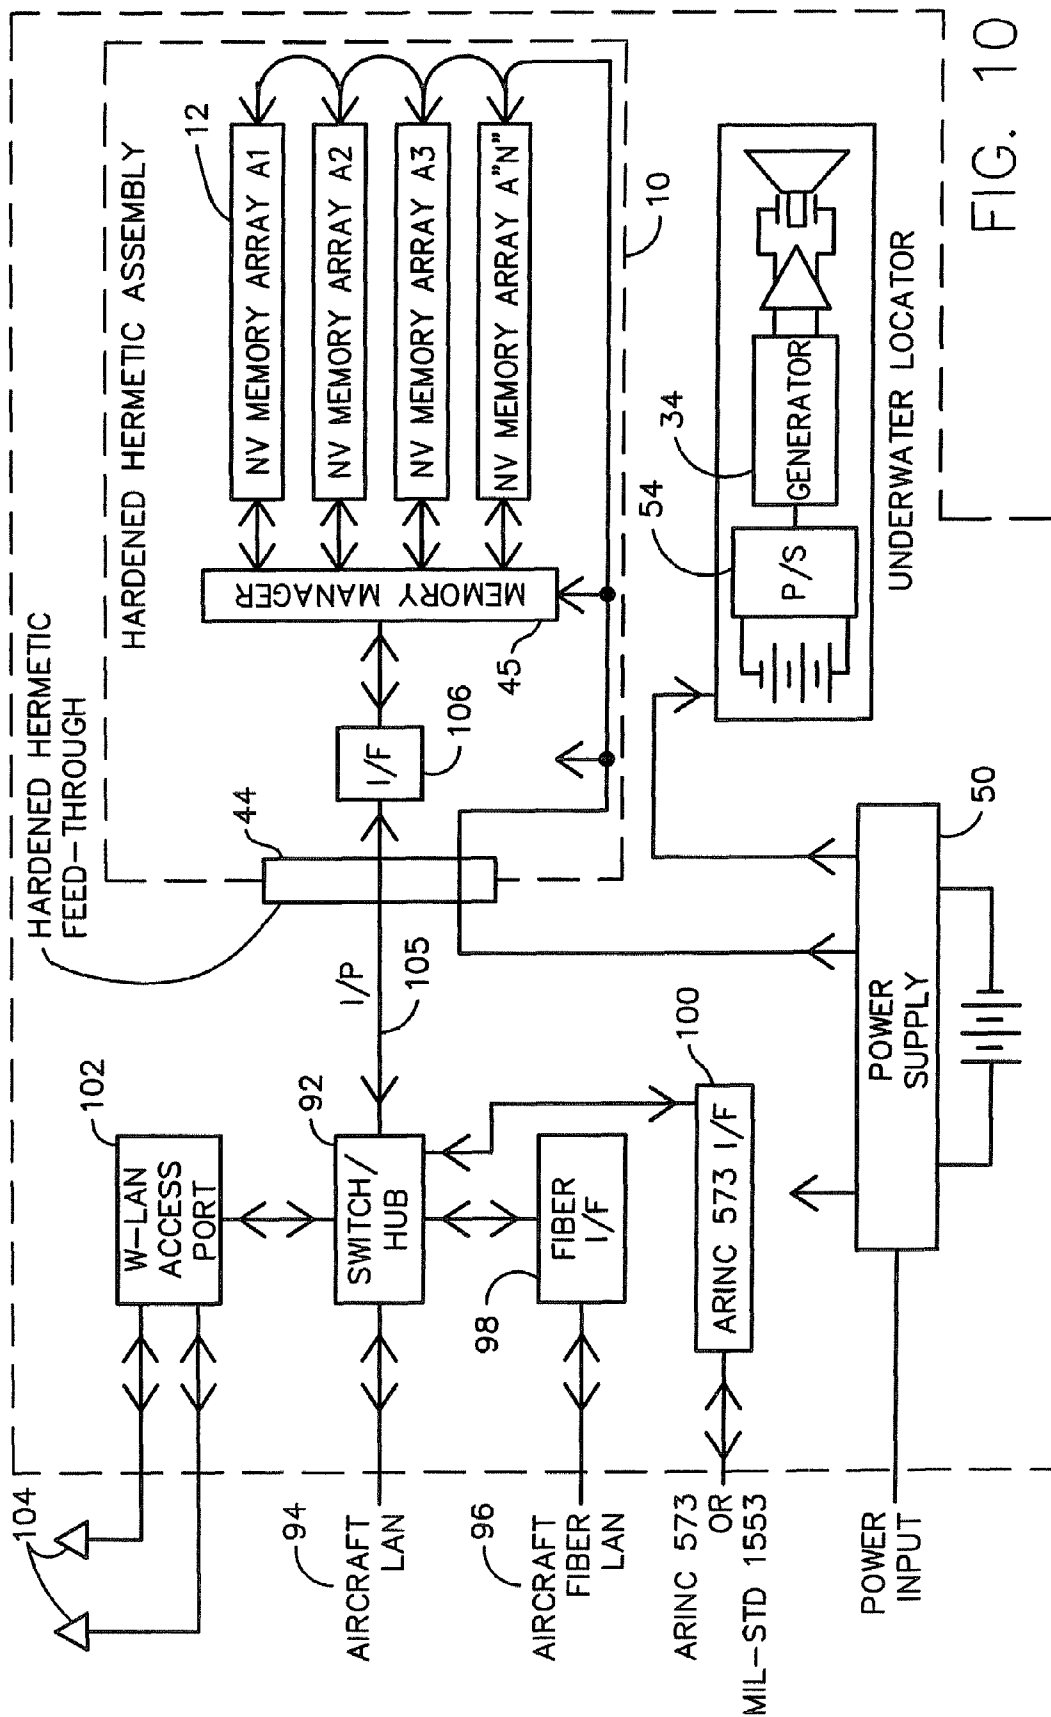 HARDENED HERMETIC
FEED-THROUGH
HARDENED HERMETIC ASSEMBLY
104
102
W-LAN
ACCESS
PORT
44
12
NV MEMORY ARRAY A1
NV MEMORY ARRAY A2
NV MEMORY ARRAY A3
NV MEMORY ARRAY A"N"
MEMORY MANAGER
45
10
94
AIRCRAFT
LAN
92
SWITCH/
HUB
I/P
105
I/F
106
96
AIRCRAFT
FIBER
LAN
98
FIBER
I/F
ARINC 573
OR
MIL-STD 1553
100
ARINC 573 I/F
54
34
P/S
GENERATOR
UNDERWATER LOCATOR
POWER
INPUT
POWER
SUPPLY
50
FIG. 10